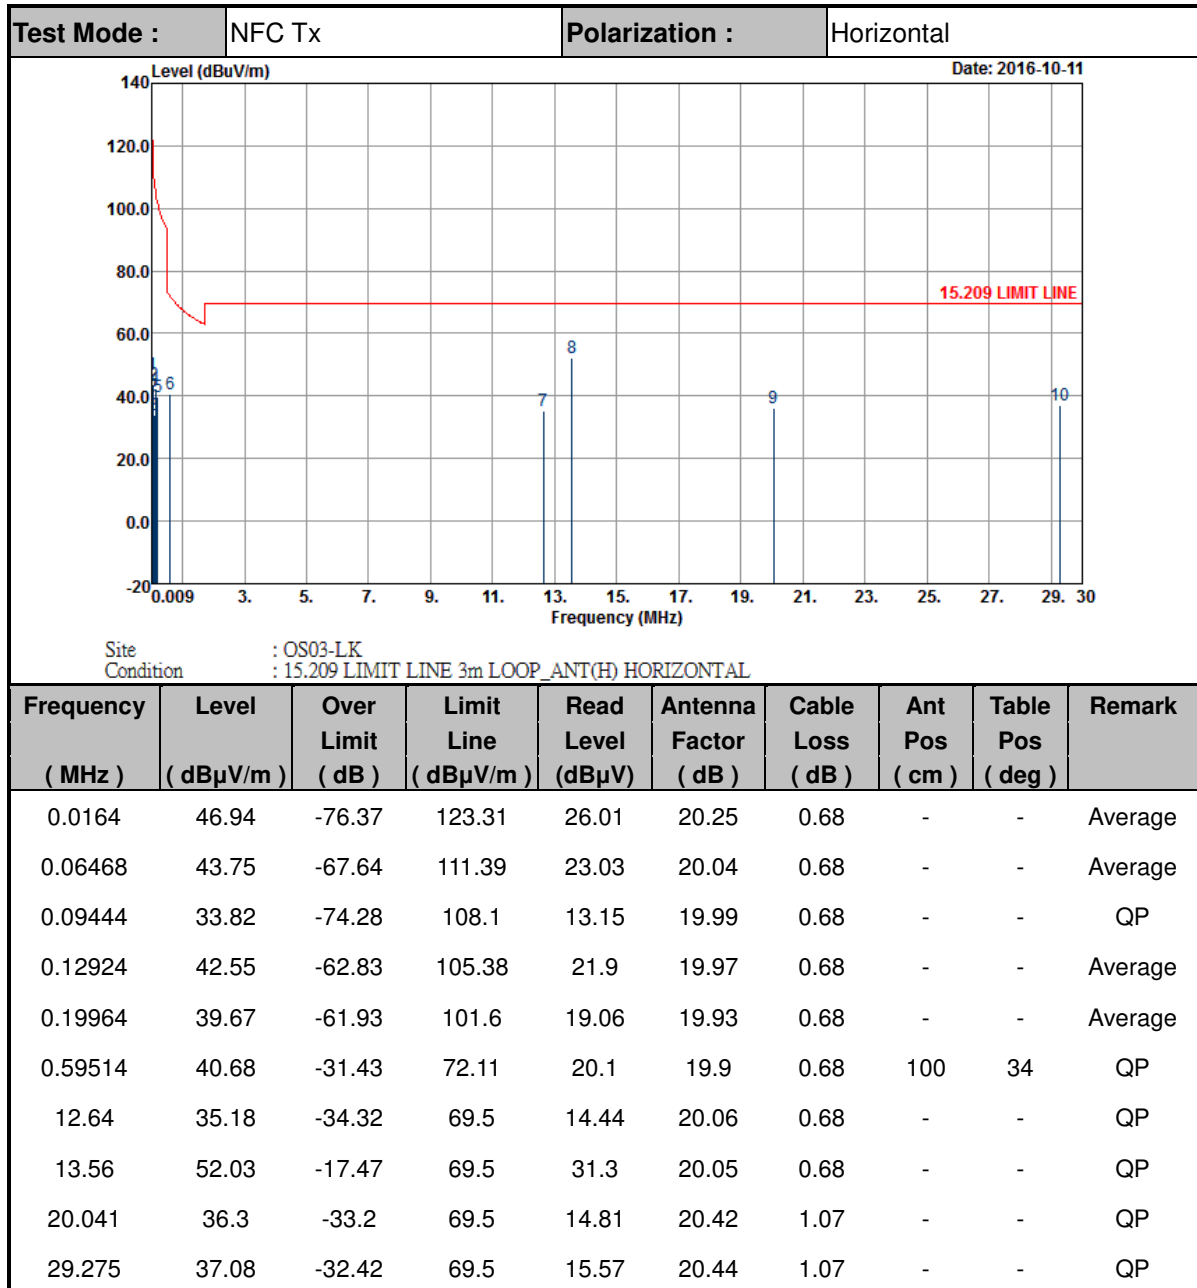 Test Mode : NFC Tx Polarization : Horizontal
Level (dBuV/m) Date: 2016-10-11
140
120.0
100.0
80.0
15.209 LIMIT LINE
60.0
8
5 6
40.0 7 9 10
20.0
0.0
-20
0.009 3. 5. 7. 9. 11. 13. 15. 17. 19. 21. 23. 25. 27. 29. 30
Frequency (MHz)
Site : OS03-LK
Condition : 15.209 LIMIT LINE 3m LOOP_ANT(H) HORIZONTAL
Frequency Level Over Limit Read Antenna Cable Ant Table Remark
Limit Line Level Factor Loss Pos Pos
( MHz ) ( dBµV/m ) ( dB ) ( dBµV/m ) (dBµV) ( dB ) ( dB ) ( cm ) ( deg )
0.0164 46.94 -76.37 123.31 26.01 20.25 0.68 - - Average
0.06468 43.75 -67.64 111.39 23.03 20.04 0.68 - - Average
0.09444 33.82 -74.28 108.1 13.15 19.99 0.68 - - QP
0.12924 42.55 -62.83 105.38 21.9 19.97 0.68 - - Average
0.19964 39.67 -61.93 101.6 19.06 19.93 0.68 - - Average
0.59514 40.68 -31.43 72.11 20.1 19.9 0.68 100 34 QP
12.64 35.18 -34.32 69.5 14.44 20.06 0.68 - - QP
13.56 52.03 -17.47 69.5 31.3 20.05 0.68 - - QP
20.041 36.3 -33.2 69.5 14.81 20.42 1.07 - - QP
29.275 37.08 -32.42 69.5 15.57 20.44 1.07 - - QP